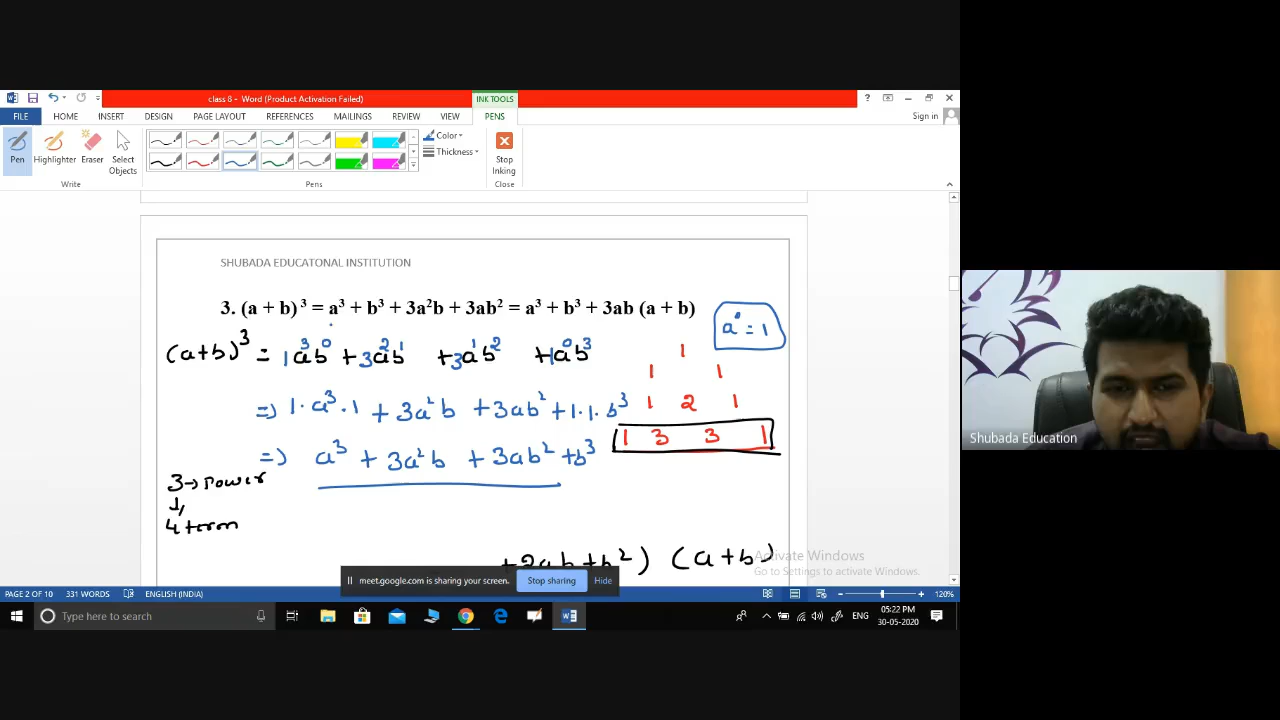 class 8 - Word (Product Activation Failed)
INK TOOLS
Sign in
FILE HOME INSERT DESIGN PAGE LAYOUT REFERENCES MAILINGS REVIEW VIEW PENS
Pen Highlighter Eraser Select Objects
Color
Thickness
Stop Inking
Write Pens Close
SHUBADA EDUCATONAL INSTITUTION
3. (a + b) ³ = a³ + b³ + 3a²b + 3ab² = a³ + b³ + 3ab (a + b)
a⁰ = 1
(a+b)³ = 1a³b⁰ + 3a²b¹ + 3a¹b² + 1a⁰b³
1
1 1
=> 1·a³·1 + 3a²b + 3ab² + 1·1·b³
1 2 1
1 3 3 1
=> a³ + 3a²b + 3ab² + b³
3 → Power
↓
4 term
+ 2ab + b²) (a+b)
Shubada Education
Activate Windows
Go to Settings to activate Windows.
meet.google.com is sharing your screen. Stop sharing Hide
PAGE 2 OF 10 331 WORDS ENGLISH (INDIA) 120%
Type here to search
ENG
05:22 PM
30-05-2020